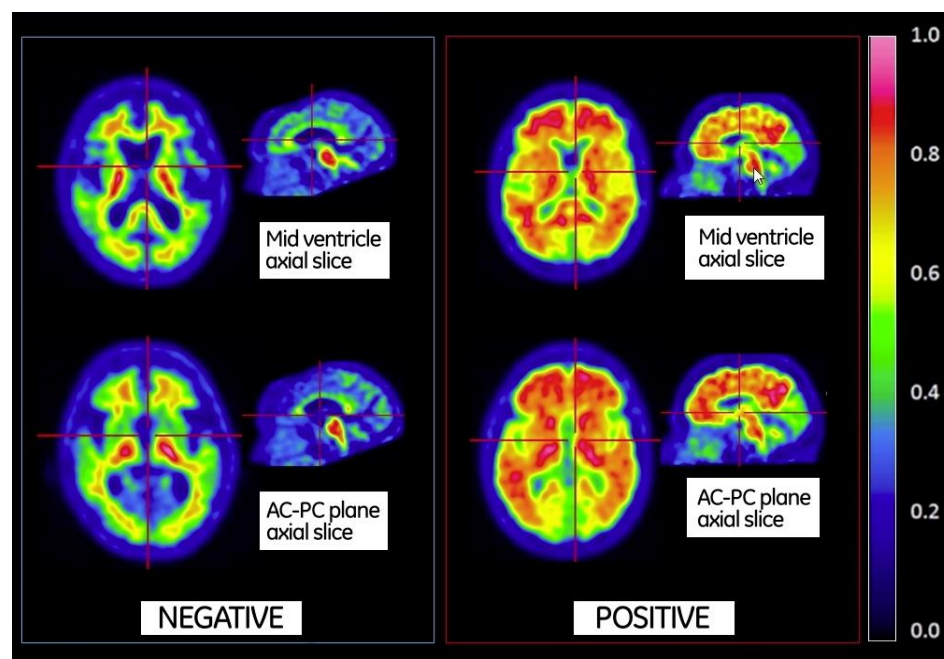 Mid ventricle
axial slice
AC-PC plane
axial slice
NEGATIVE
Mid ventricle
axial slice
AC-PC plane
axial slice
POSITIVE
1.0
0.8
0.6
0.4
0.2
0.0